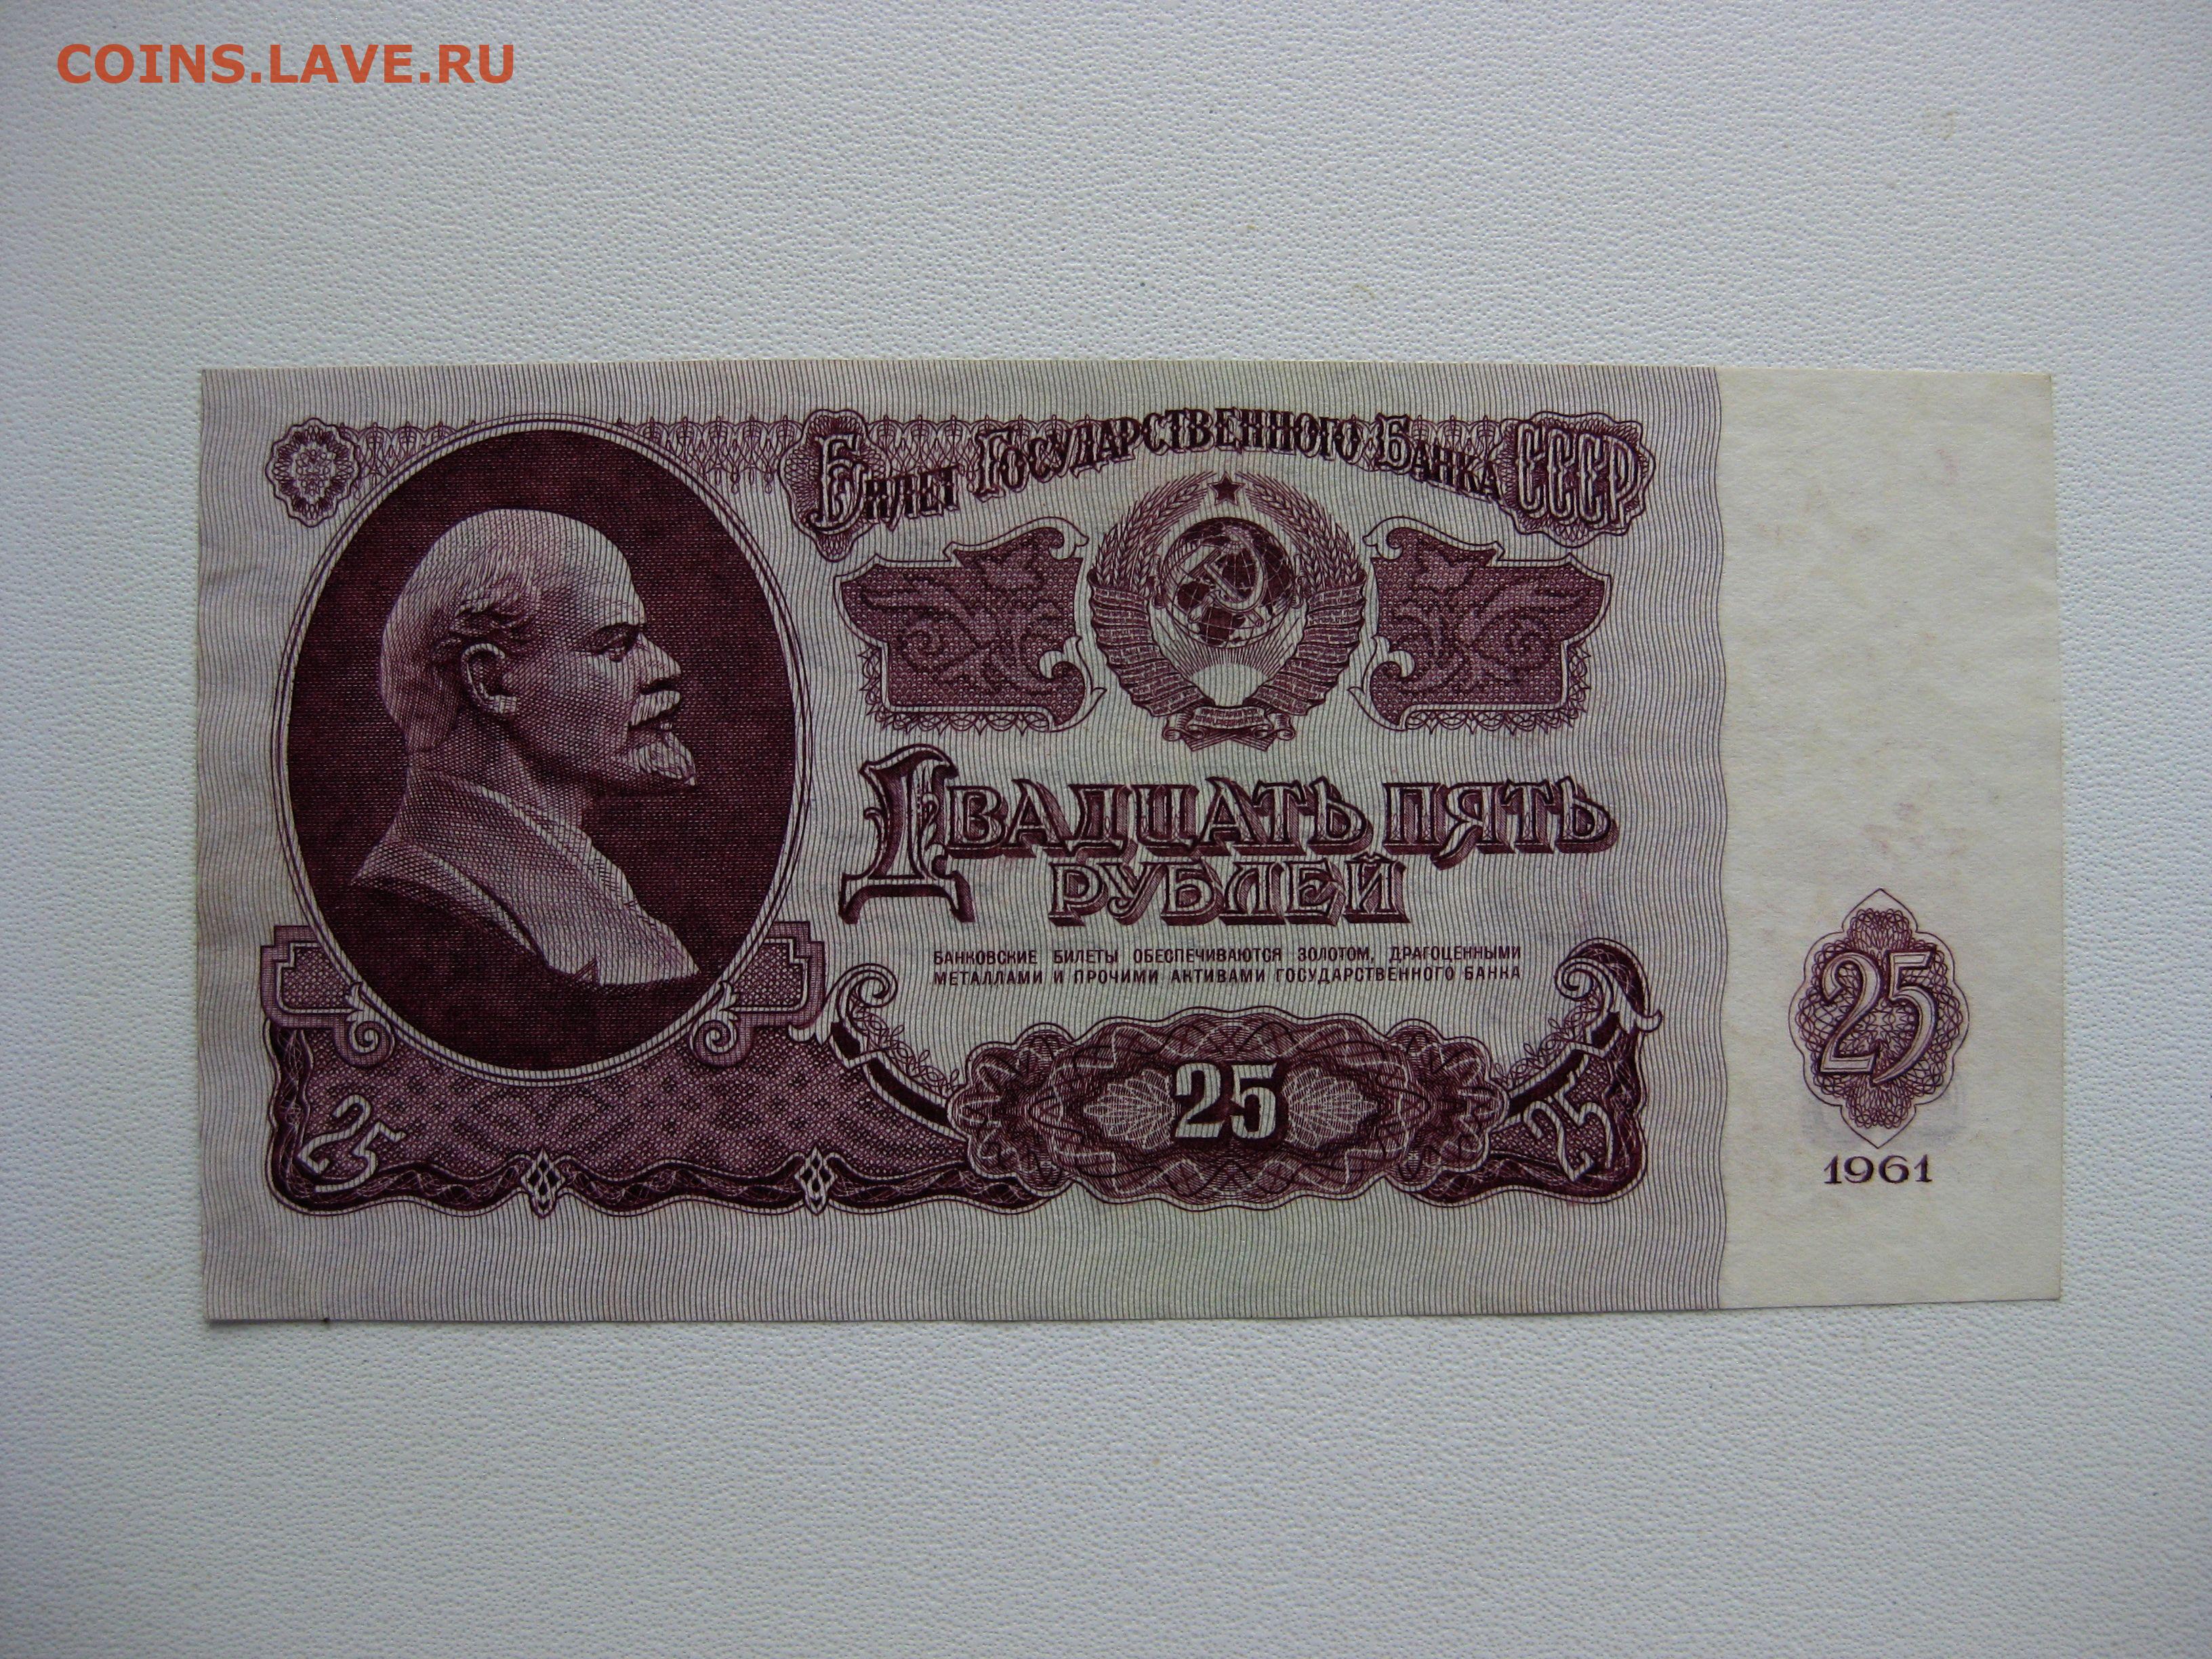 COINS.LAVE.RU
Билет Государственного Банка СССР
Двадцать пять
рублей
БАНКОВСКИЕ БИЛЕТЫ ОБЕСПЕЧИВАЮТСЯ ЗОЛОТОМ, ДРАГОЦЕННЫМИ
МЕТАЛЛАМИ И ПРОЧИМИ АКТИВАМИ ГОСУДАРСТВЕННОГО БАНКА
25
25
25
25
1961